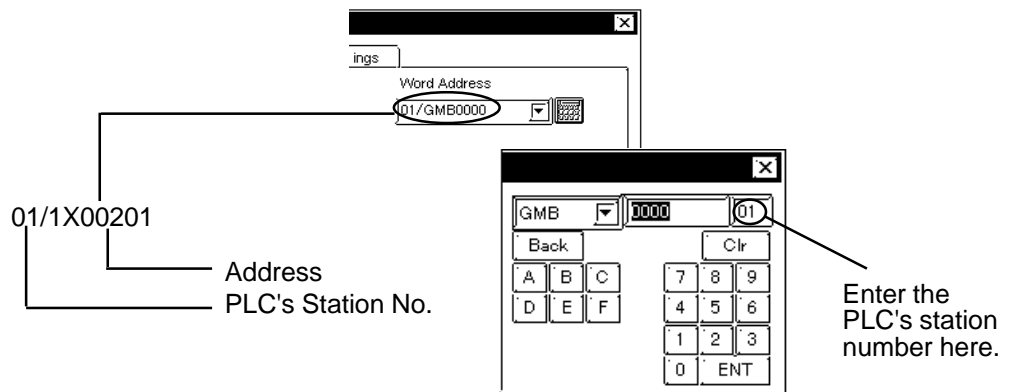 ings
Word Address
01/GMB0000
GMB 0000 01
Back Clr
A B C 7 8 9
D E F 4 5 6
1 2 3
0 ENT
01/1X00201
Address
PLC's Station No.
Enter the
PLC's station
number here.